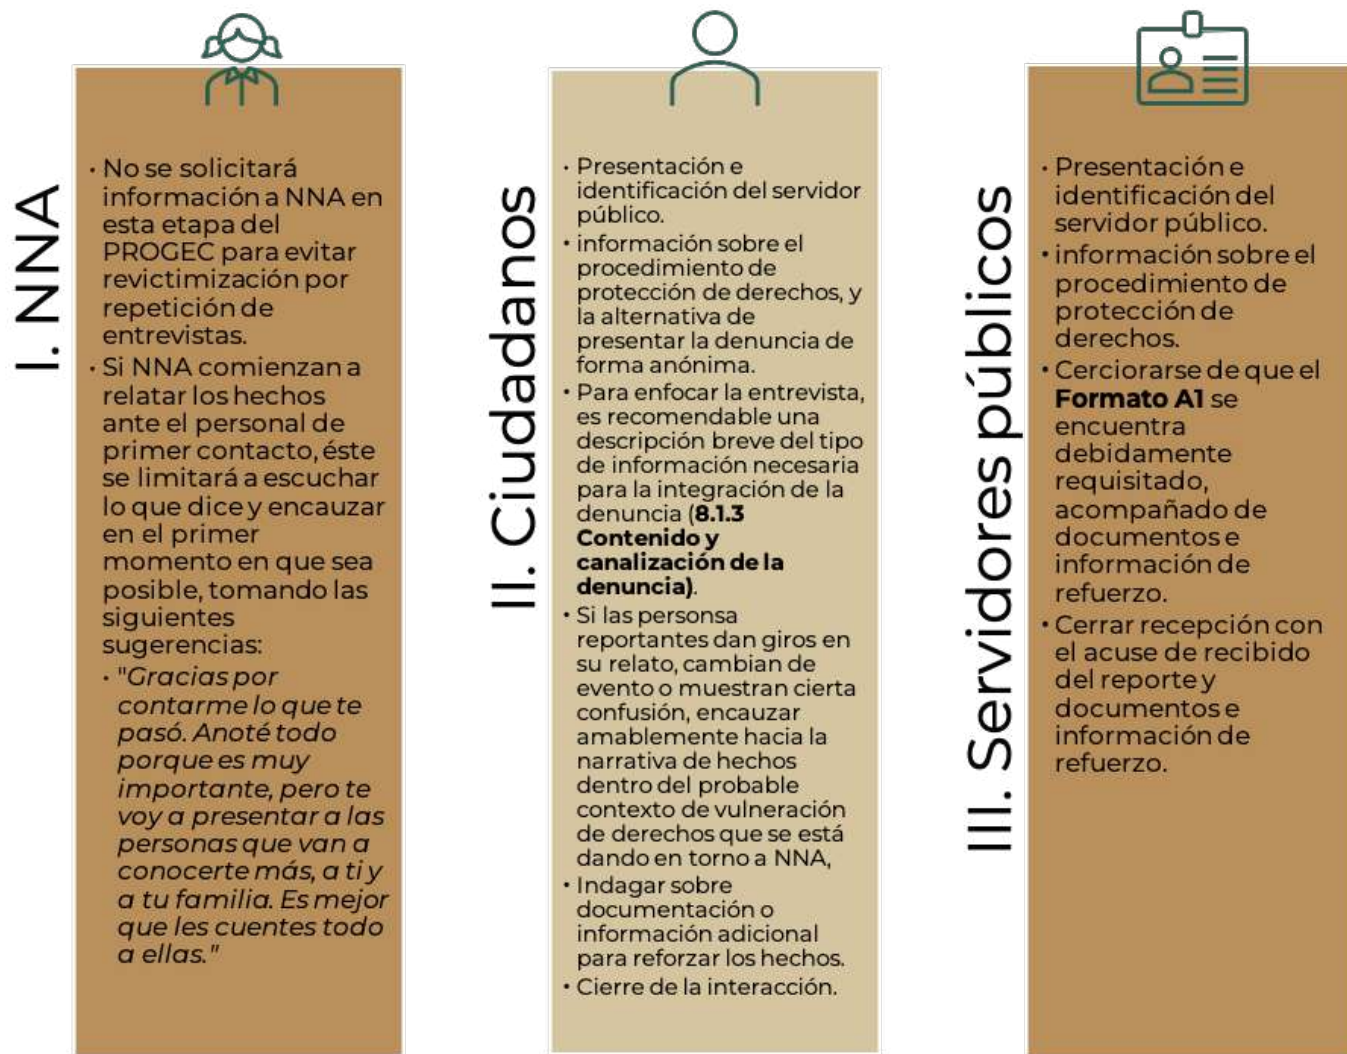 I. NNA
· No se solicitará
información a NNA en
esta etapa del
PROGEC para evitar
revictimización por
repetición de
entrevistas.
· Si NNA comienzan a
relatar los hechos
ante el personal de
primer contacto, éste
se limitará a escuchar
lo que dice y encauzar
en el primer
momento en que sea
posible, tomando las
siguientes
sugerencias:
· "Gracias por
contarme lo que te
pasó. Anoté todo
porque es muy
importante, pero te
voy a presentar a las
personas que van a
conocerte más, a ti y
a tu familia. Es mejor
que les cuentes todo
a ellas."
II. Ciudadanos
· Presentación e
identificación del servidor
público.
· información sobre el
procedimiento de
protección de derechos, y
la alternativa de
presentar la denuncia de
forma anónima.
· Para enfocar la entrevista,
es recomendable una
descripción breve del tipo
de información necesaria
para la integración de la
denuncia (8.1.3
Contenido y
canalización de la
denuncia).
· Si las personsa
reportantes dan giros en
su relato, cambian de
evento o muestran cierta
confusión, encauzar
amablemente hacia la
narrativa de hechos
dentro del probable
contexto de vulneración
de derechos que se está
dando en torno a NNA,
· Indagar sobre
documentación o
información adicional
para reforzar los hechos.
· Cierre de la interacción.
III. Servidores públicos
· Presentación e
identificación del
servidor público.
· información sobre el
procedimiento de
protección de
derechos.
· Cerciorarse de que el
Formato A1 se
encuentra
debidamente
requisitado,
acompañado de
documentos e
información de
refuerzo.
· Cerrar recepción con
el acuse de recibido
del reporte y
documentos e
información de
refuerzo.